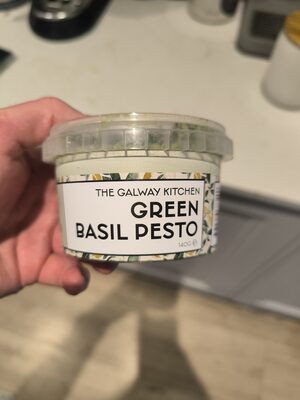 THE GALWAY KITCHEN
GREEN
BASIL PESTO
140G ℮